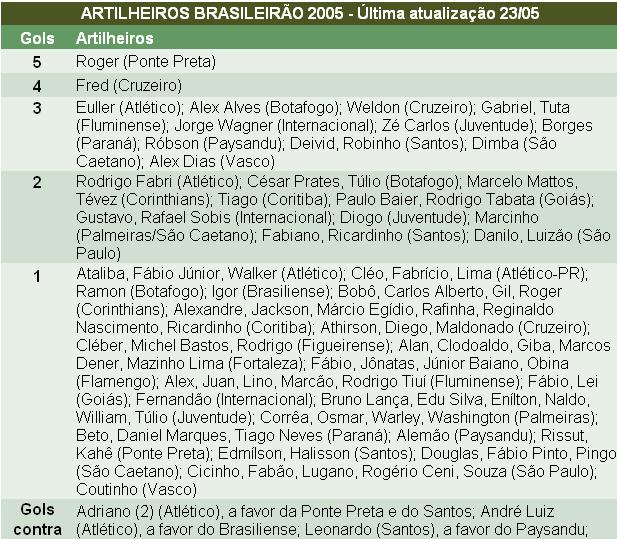 ARTILHEIROS BRASILEIRÃO 2005 - Última atualização 23/05
Gols Artilheiros
5 Roger (Ponte Preta)
4 Fred (Cruzeiro)
3 Euller (Atlético); Alex Alves (Botafogo); Weldon (Cruzeiro); Gabriel, Tuta
(Fluminense); Jorge Wagner (Internacional); Zé Carlos (Juventude); Borges
(Paraná); Róbson (Paysandu); Deivid, Robinho (Santos); Dimba (São
Caetano); Alex Dias (Vasco)
2 Rodrigo Fabri (Atlético); César Prates, Túlio (Botafogo); Marcelo Mattos,
Tévez (Corinthians); Tiago (Coritiba); Paulo Baier, Rodrigo Tabata (Goiás);
Gustavo, Rafael Sobis (Internacional); Diogo (Juventude); Marcinho
(Palmeiras/São Caetano); Fabiano, Ricardinho (Santos); Danilo, Luizão (São
Paulo)
1 Ataliba, Fábio Júnior, Walker (Atlético); Cléo, Fabrício, Lima (Atlético-PR);
Ramon (Botafogo); Igor (Brasiliense); Bobô, Carlos Alberto, Gil, Roger
(Corinthians); Alexandre, Jackson, Márcio Egídio, Rafinha, Reginaldo
Nascimento, Ricardinho (Coritiba); Athirson, Diego, Maldonado (Cruzeiro);
Cléber, Michel Bastos, Rodrigo (Figueirense); Alan, Clodoaldo, Giba, Marcos
Dener, Mazinho Lima (Fortaleza); Fábio, Jônatas, Júnior Baiano, Obina
(Flamengo); Alex, Juan, Lino, Marcão, Rodrigo Tiuí (Fluminense); Fábio, Lei
(Goiás); Fernandão (Internacional); Bruno Lança, Edu Silva, Enílton, Naldo,
William, Túlio (Juventude); Corrêa, Osmar, Warley, Washington (Palmeiras);
Beto, Daniel Marques, Tiago Neves (Paraná); Alemão (Paysandu); Rissut,
Kahê (Ponte Preta); Edmílson, Halisson (Santos); Douglas, Fábio Pinto, Pingo
(São Caetano); Cicinho, Fabão, Lugano, Rogério Ceni, Souza (São Paulo);
Coutinho (Vasco)
Gols Adriano (2) (Atlético), a favor da Ponte Preta e do Santos; André Luiz
contra (Atlético), a favor do Brasiliense; Leonardo (Santos), a favor do Paysandu;